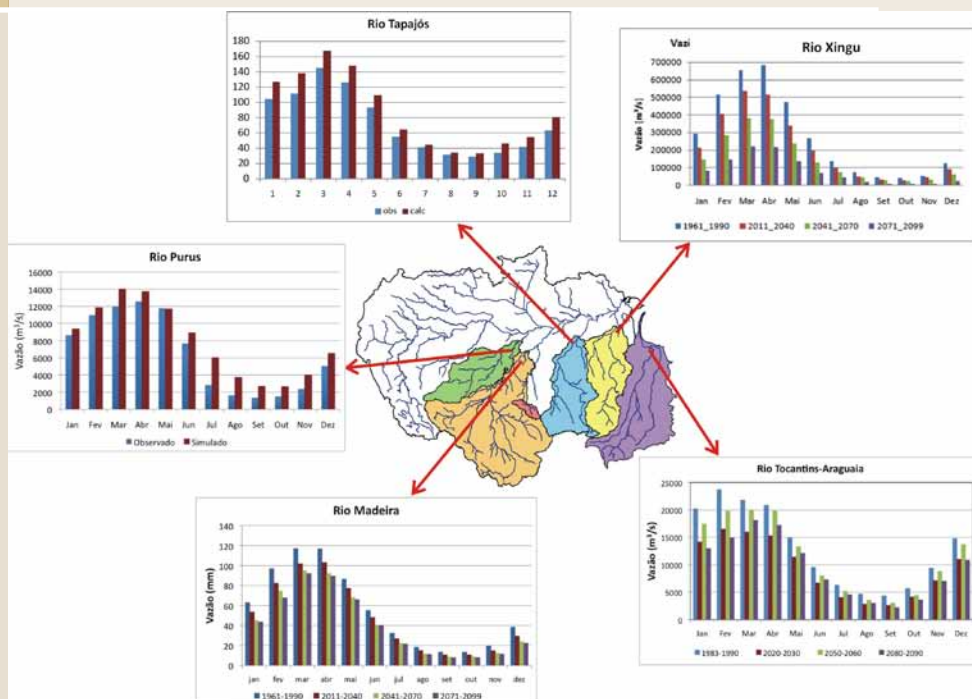 Rio Tapajós
180
160
140
120
100
80
60
40
20
0
1 2 3 4 5 6 7 8 9 10 11 12
obs calc
Vazi
Rio Xingu
Vazão (m³/s)
700000
600000
500000
400000
300000
200000
100000
0
Jan Fev Mar Abr Mai Jun Jul Ago Set Out Nov Dez
1961_1990 2011_2040 2041_2070 2071_2099
Rio Purus
Vazão (m³/s)
16000
14000
12000
10000
8000
6000
4000
2000
0
Jan Fev Mar Abr Mai Jun Jul Ago Set Out Nov Dez
Observado Simulado
Rio Madeira
Vazão (mm)
140
120
100
80
60
40
20
0
jan fev mar abr mai jun jul ago set out nov dez
1961-1990 2011-2040 2041-2070 2071-2099
Rio Tocantins-Araguaia
Vazão (m³/s)
25000
20000
15000
10000
5000
0
Jan Fev Mar Abr Mai Jun Jul Ago Set Out Nov Dez
1983-1990 2020-2030 2050-2060 2080-2090